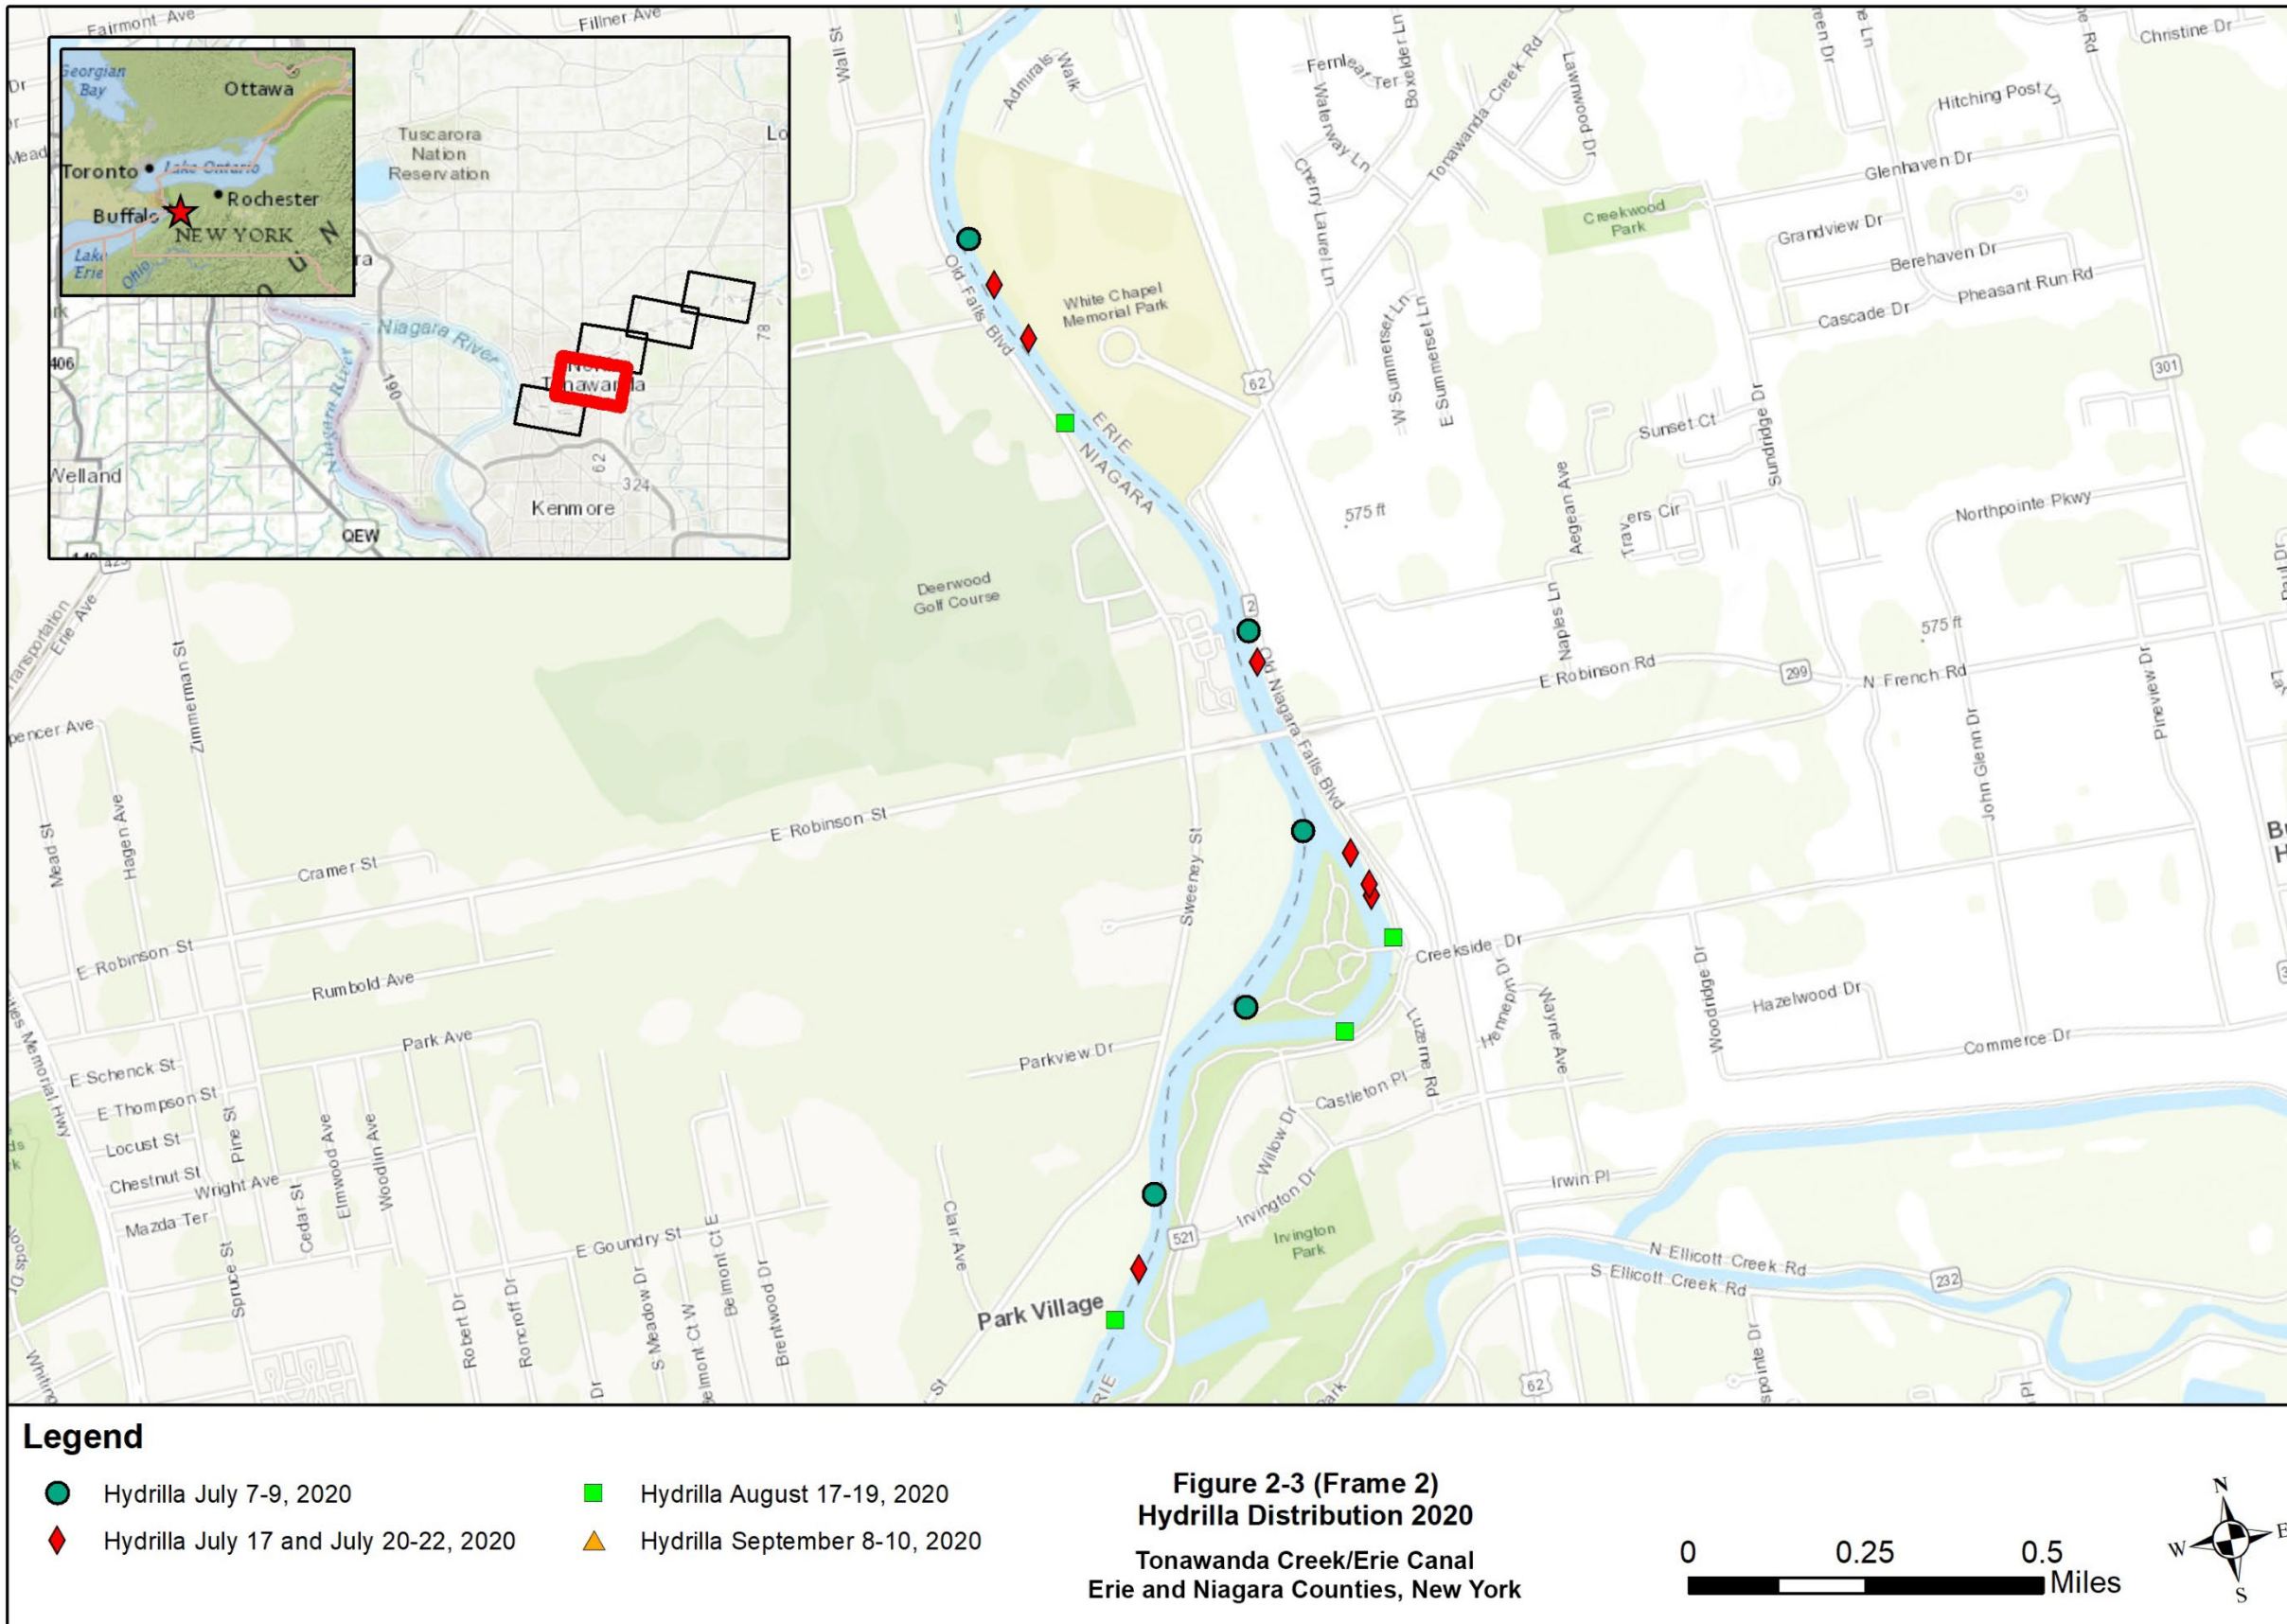 Fairmont Ave
Fillner Ave
Wall St
Admirals Walk
Fernleaf Ter
Boxelder Ln
Waterway Ln
Cherry Laurel Ln
Tonawanda Creek Rd
Lawnwood Dr
Christine Dr
Hitching Post Ln
Glenhaven Dr
Creekwood
Park
Grandview Dr
Berehaven Dr
Pheasant Run Rd
Cascade Dr
Georgian
Bay
Ottawa
Toronto
Lake Ontario
Rochester
Buffalo
NEW YORK
Lake
Erie
Ohio
Tuscarora
Nation
Reservation
Niagara River
Niagara River
190
406
Tonawanda
78
62
324
Kenmore
Welland
QEW
Old Falls Blvd
White Chapel
Memorial Park
ERIE
NIAGARA
62
W Summerset Ln
E Summerset Ln
301
Sunset Ct
Sundridge Dr
Aegean Ave
Travers Cir
Northpointe Pkwy
575 ft
Deerwood
Golf Course
2
Old Niagara Falls Blvd
Naples Ln
E Robinson Rd
299
N French Rd
575 ft
Pineview Dr
John Glenn Dr
Transportation
Erie Ave
Zimmerman St
Mead St
Hagen Ave
Cramer St
E Robinson St
E Robinson St
Sweeney St
Rumbold Ave
Park Ave
Parkview Dr
Creekside Dr
Hennepin Dr
Wayne Ave
Woodridge Dr
Hazelwood Dr
Commerce Dr
Luzerne Rd
Castleton Pl
Willow Dr
Irvington Dr
Irwin Pl
Irvington
Park
521
E Schenck St
E Thompson St
Locust St
Chestnut St
Wright Ave
Mazda Ter
Pine St
Spruce St
Cedar St
Elmwood Ave
Woodlin Ave
E Goundry St
Robert Dr
Roncroff Dr
S Meadow Dr
Belmont Ct E
Brentwood Dr
Clair Ave
Park Village
N Ellicott Creek Rd
S Ellicott Creek Rd
232
62
Legend
Hydrilla July 7-9, 2020
Hydrilla July 17 and July 20-22, 2020
Hydrilla August 17-19, 2020
Hydrilla September 8-10, 2020
Figure 2-3 (Frame 2)
Hydrilla Distribution 2020
Tonawanda Creek/Erie Canal
Erie and Niagara Counties, New York
0 0.25 0.5
Miles
N
W
E
S